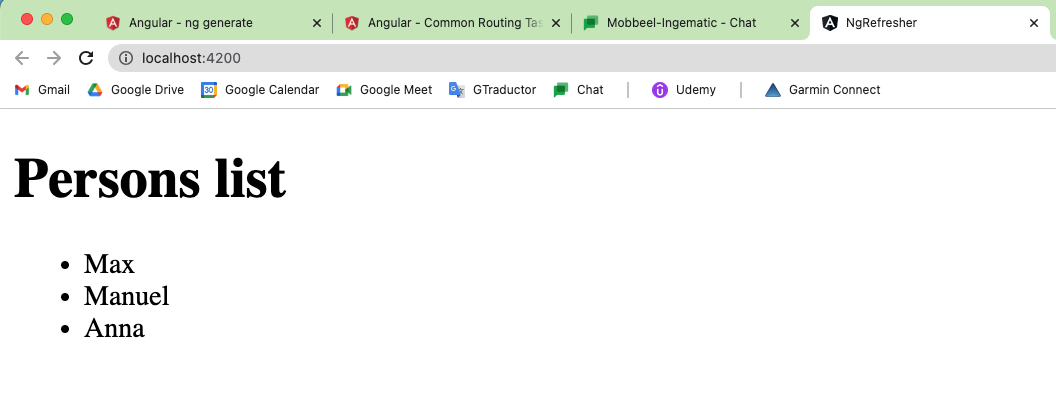 Angular - ng generate
Angular - Common Routing Tas
Mobbeel-Ingematic - Chat
NgRefresher
localhost:4200
Gmail
Google Drive
30
Google Calendar
Google Meet
GTraductor
Chat
Udemy
Garmin Connect
Persons list
Max
Manuel
Anna